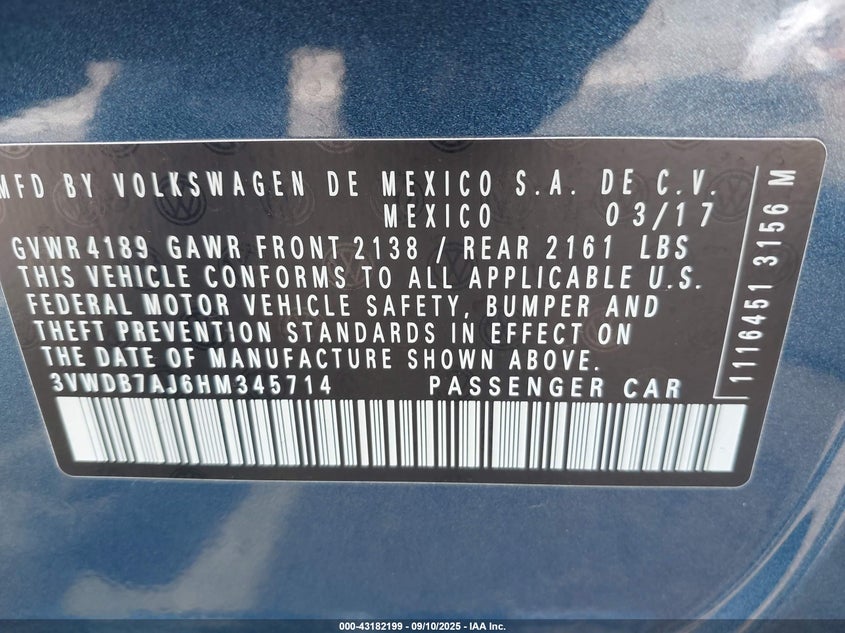 MFD BY VOLKSWAGEN DE MEXICO S.A. DE C.V.
MEXICO 03/17
GVWR 4189 GAWR FRONT 2138 / REAR 2161 LBS
THIS VEHICLE CONFORMS TO ALL APPLICABLE U.S.
FEDERAL MOTOR VEHICLE SAFETY, BUMPER AND
THEFT PREVENTION STANDARDS IN EFFECT ON
THE DATE OF MANUFACTURE SHOWN ABOVE.
3VWDB7AJ6HM345714 PASSENGER CAR
1116451 3156 M
000-43182199 - 09/10/2025 - IAA Inc.